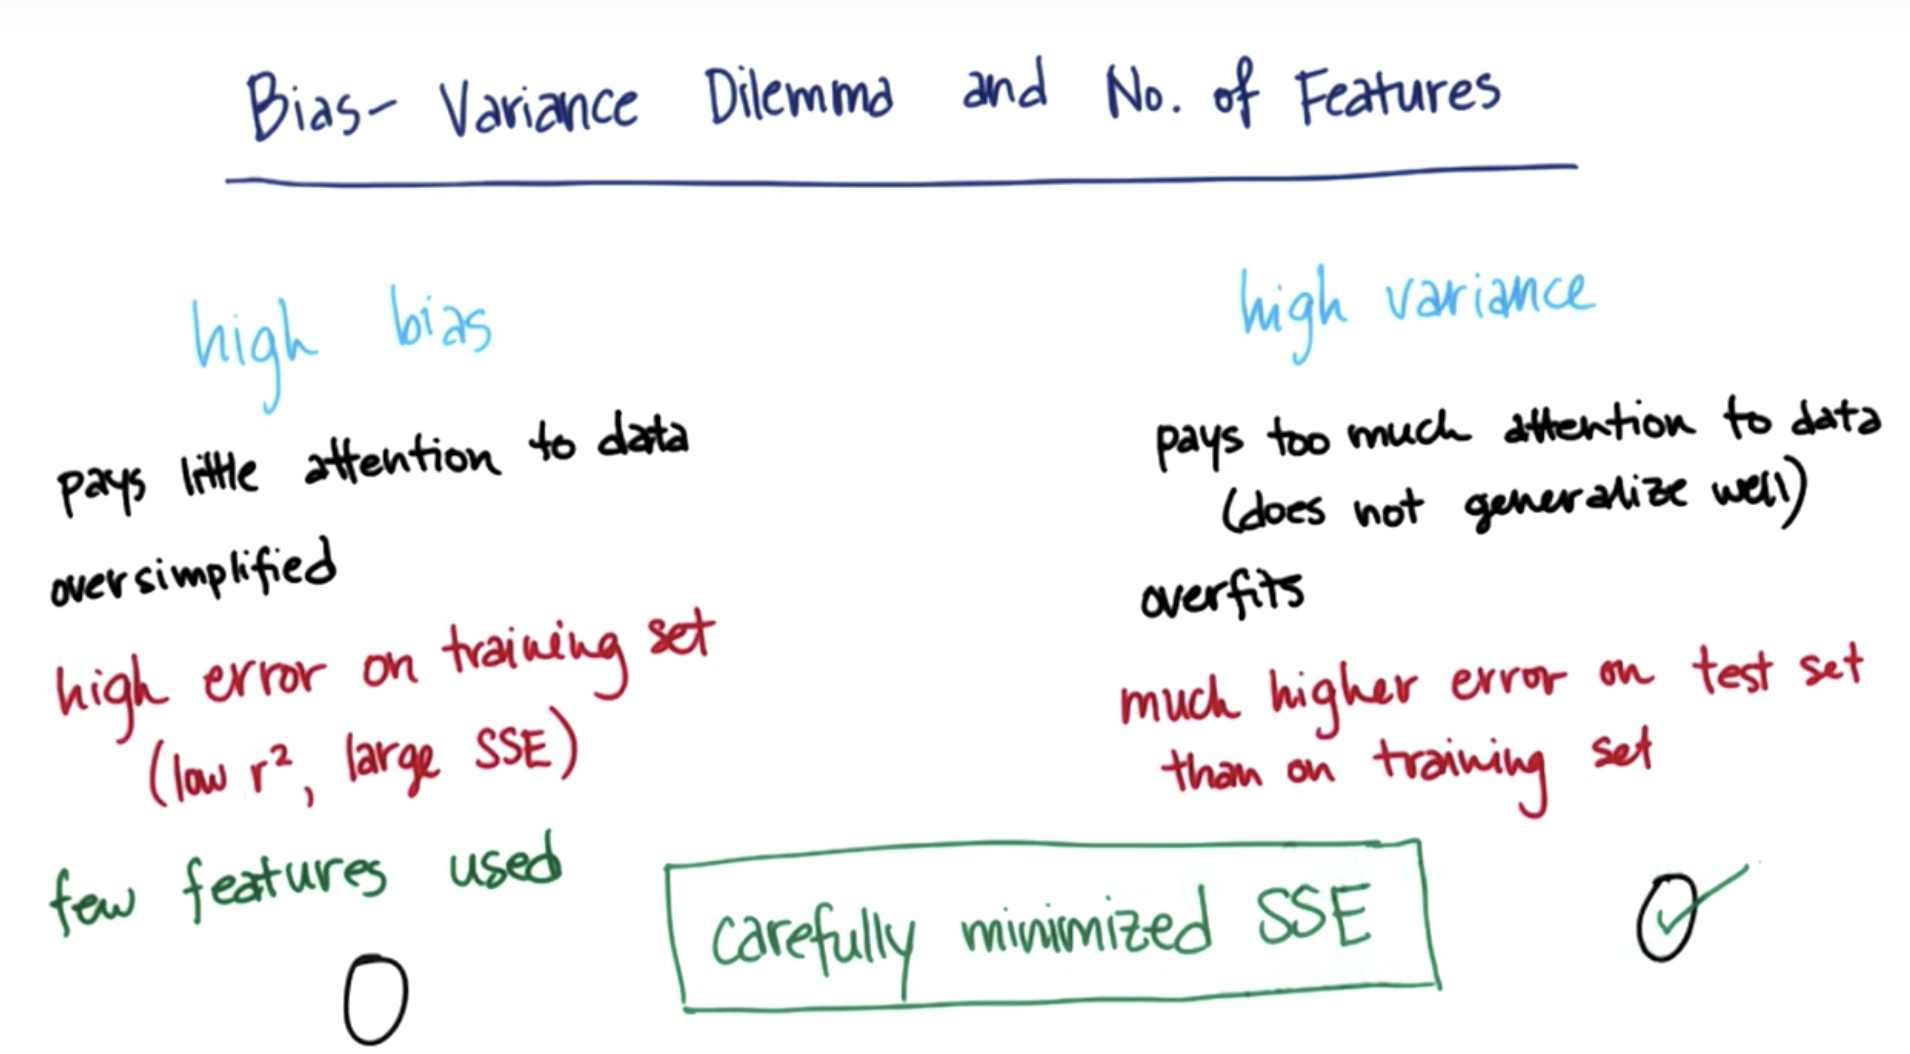 Bias- Variance Dilemma and No. of Features
high bias
pays little attention to data
oversimplified
high error on training set
(low r², large SSE)
few features used
high variance
pays too much attention to data
(does not generalize well)
overfits
much higher error on test set
than on training set
carefully minimized SSE